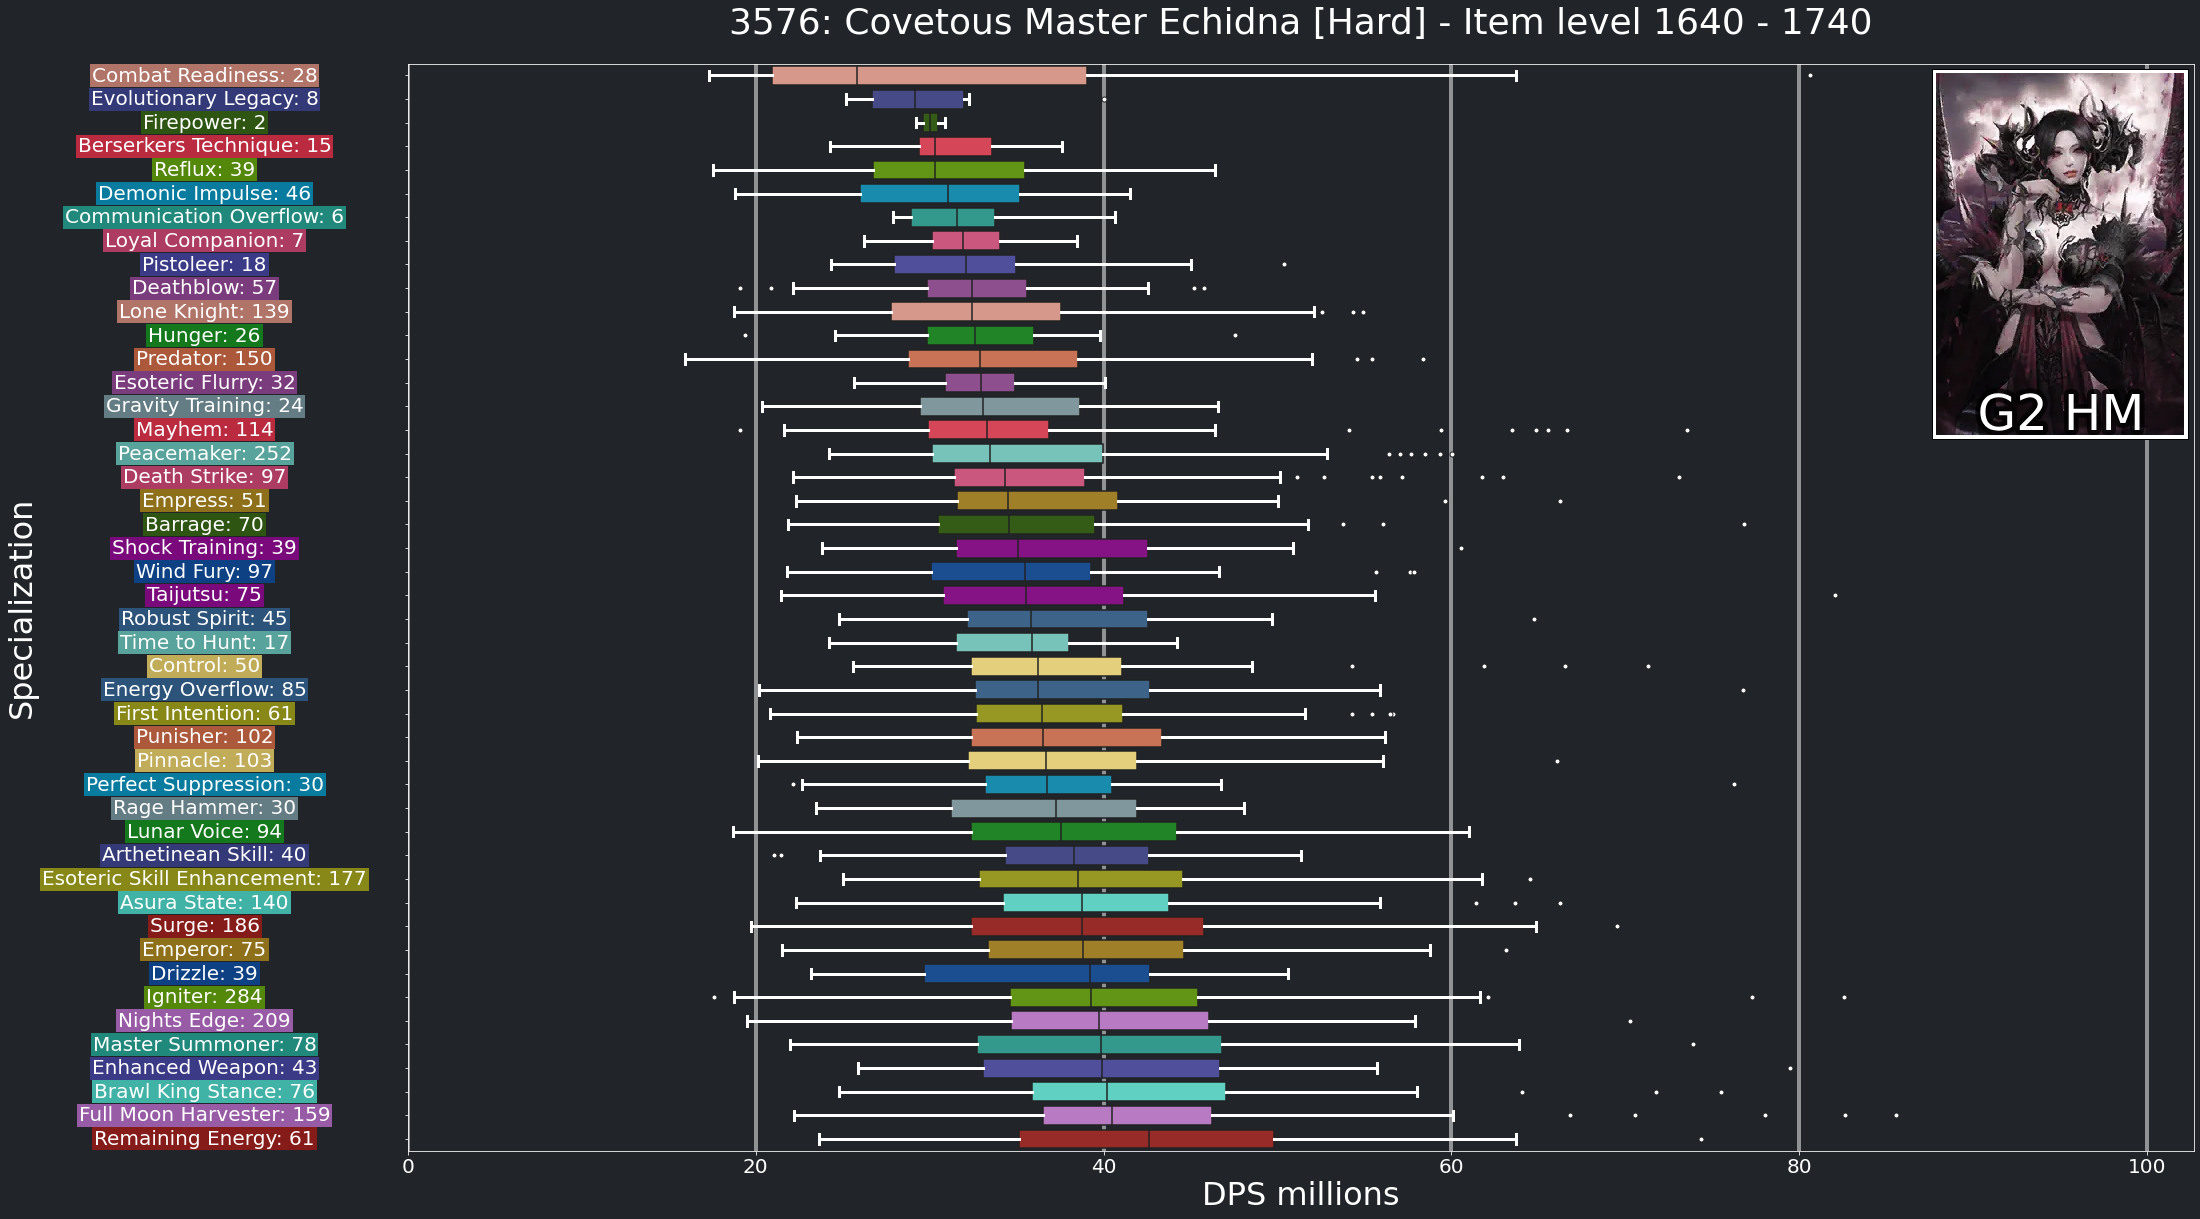 3576: Covetous Master Echidna [Hard] - Item level 1640 - 1740
Combat Readiness: 28
Evolutionary Legacy: 8
Firepower: 2
Berserkers Technique: 15
Reflux: 39
Demonic Impulse: 46
Communication Overflow: 6
Loyal Companion: 7
Pistoleer: 18
Deathblow: 57
Lone Knight: 139
Hunger: 26
Predator: 150
Esoteric Flurry: 32
Gravity Training: 24
Mayhem: 114
Peacemaker: 252
Death Strike: 97
Empress: 51
Barrage: 70
Shock Training: 39
Wind Fury: 97
Taijutsu: 75
Robust Spirit: 45
Time to Hunt: 17
Control: 50
Energy Overflow: 85
First Intention: 61
Punisher: 102
Pinnacle: 103
Perfect Suppression: 30
Rage Hammer: 30
Lunar Voice: 94
Arthetinean Skill: 40
Esoteric Skill Enhancement: 177
Asura State: 140
Surge: 186
Emperor: 75
Drizzle: 39
Igniter: 284
Nights Edge: 209
Master Summoner: 78
Enhanced Weapon: 43
Brawl King Stance: 76
Full Moon Harvester: 159
Remaining Energy: 61
Specialization
G2 HM
0 20 40 60 80 100
DPS millions